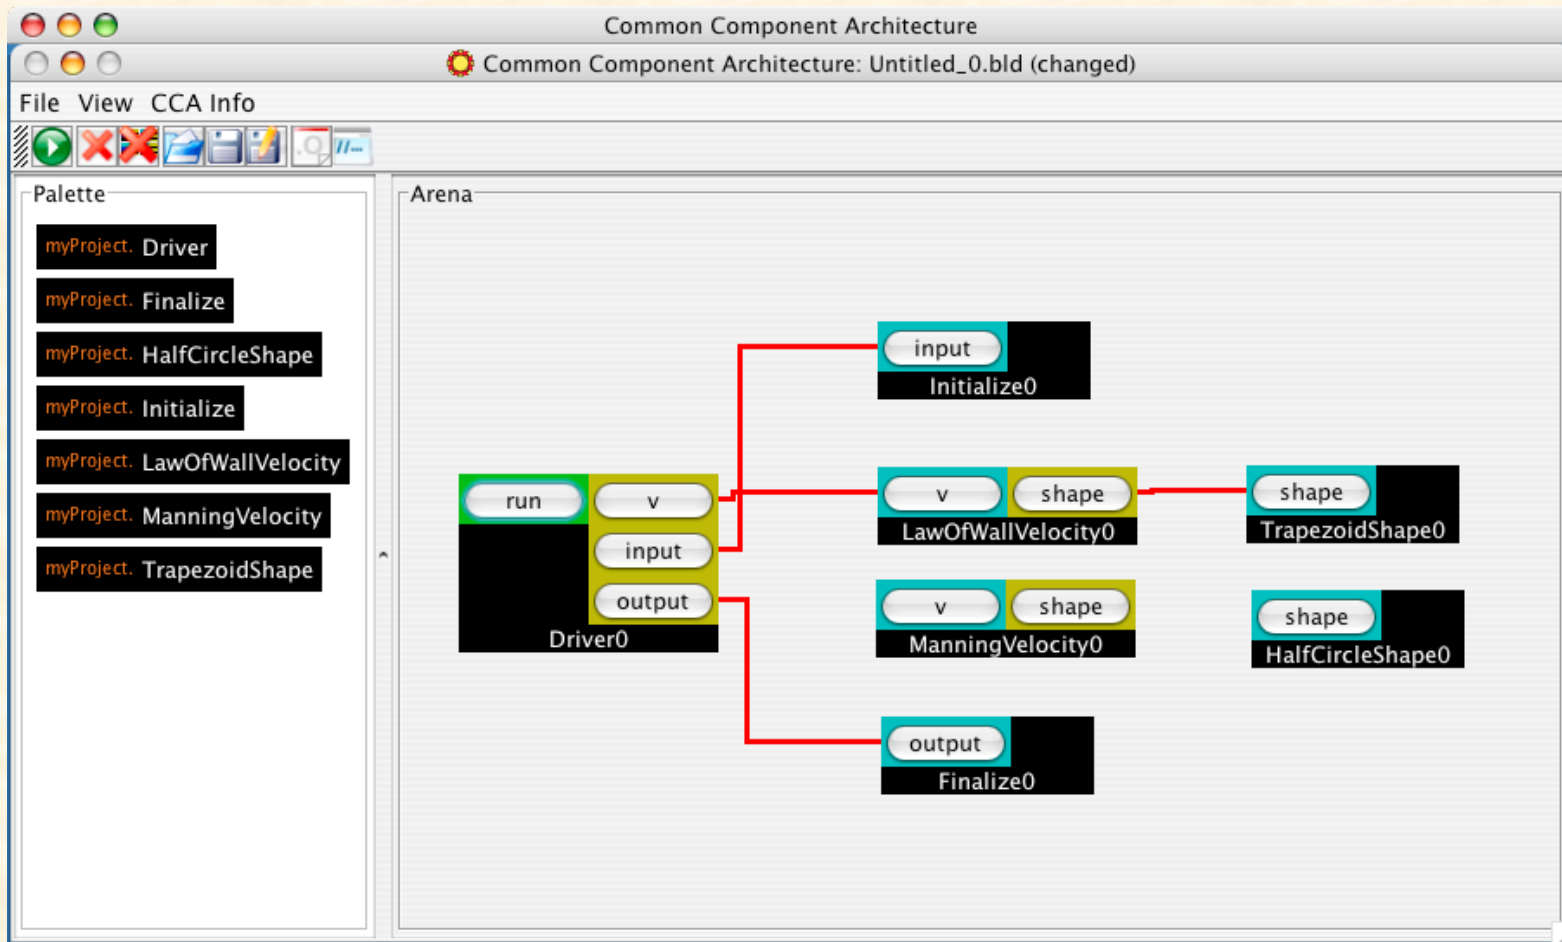 Common Component Architecture
Common Component Architecture: Untitled_0.bld (changed)
File View CCA Info
Palette
myProject. Driver
myProject. Finalize
myProject. HalfCircleShape
myProject. Initialize
myProject. LawOfWallVelocity
myProject. ManningVelocity
myProject. TrapezoidShape
Arena
input
Initialize0
run v
input
output
Driver0
v shape
LawOfWallVelocity0
shape
TrapezoidShape0
v shape
ManningVelocity0
shape
HalfCircleShape0
output
Finalize0